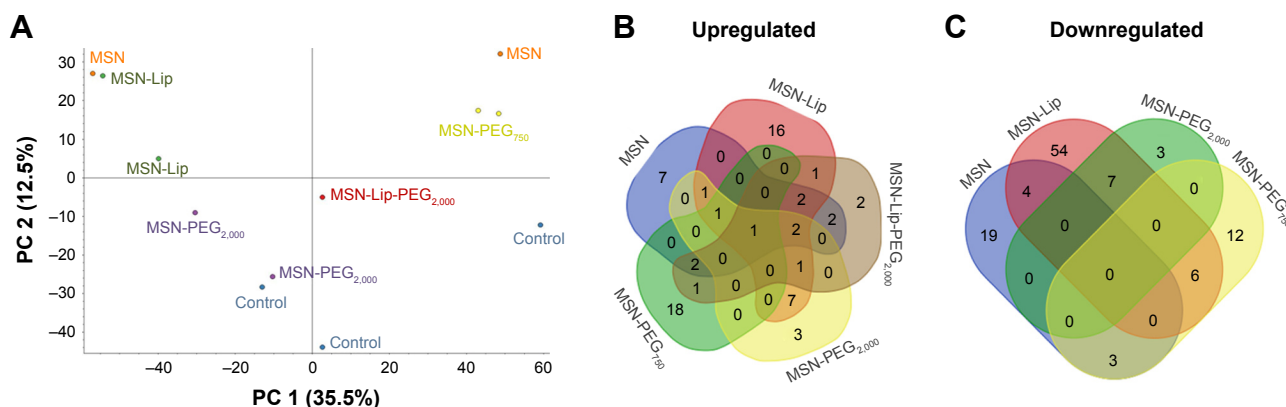 A
MSN
MSN-Lip
MSN
MSN-PEG750
MSN-Lip
MSN-Lip-PEG2,000
MSN-PEG2,000
Control
MSN-PEG2,000
Control
Control
30
20
10
0
−10
−20
−30
−40
−40
−20
0
20
40
60
PC 2 (12.5%)
PC 1 (35.5%)
B
Upregulated
MSN
MSN-Lip
MSN-Lip-PEG2,000
MSN-PEG2,000
MSN-PEG750
16
7
0
0
0
1
2
0
1
0
0
2
2
0
1
1
2
0
0
0
2
0
0
1
0
1
0
0
7
18
3
C
Downregulated
MSN
MSN-Lip
MSN-PEG2,000
MSN-PEG750
54
3
4
7
0
19
0
0
12
0
0
6
0
0
3